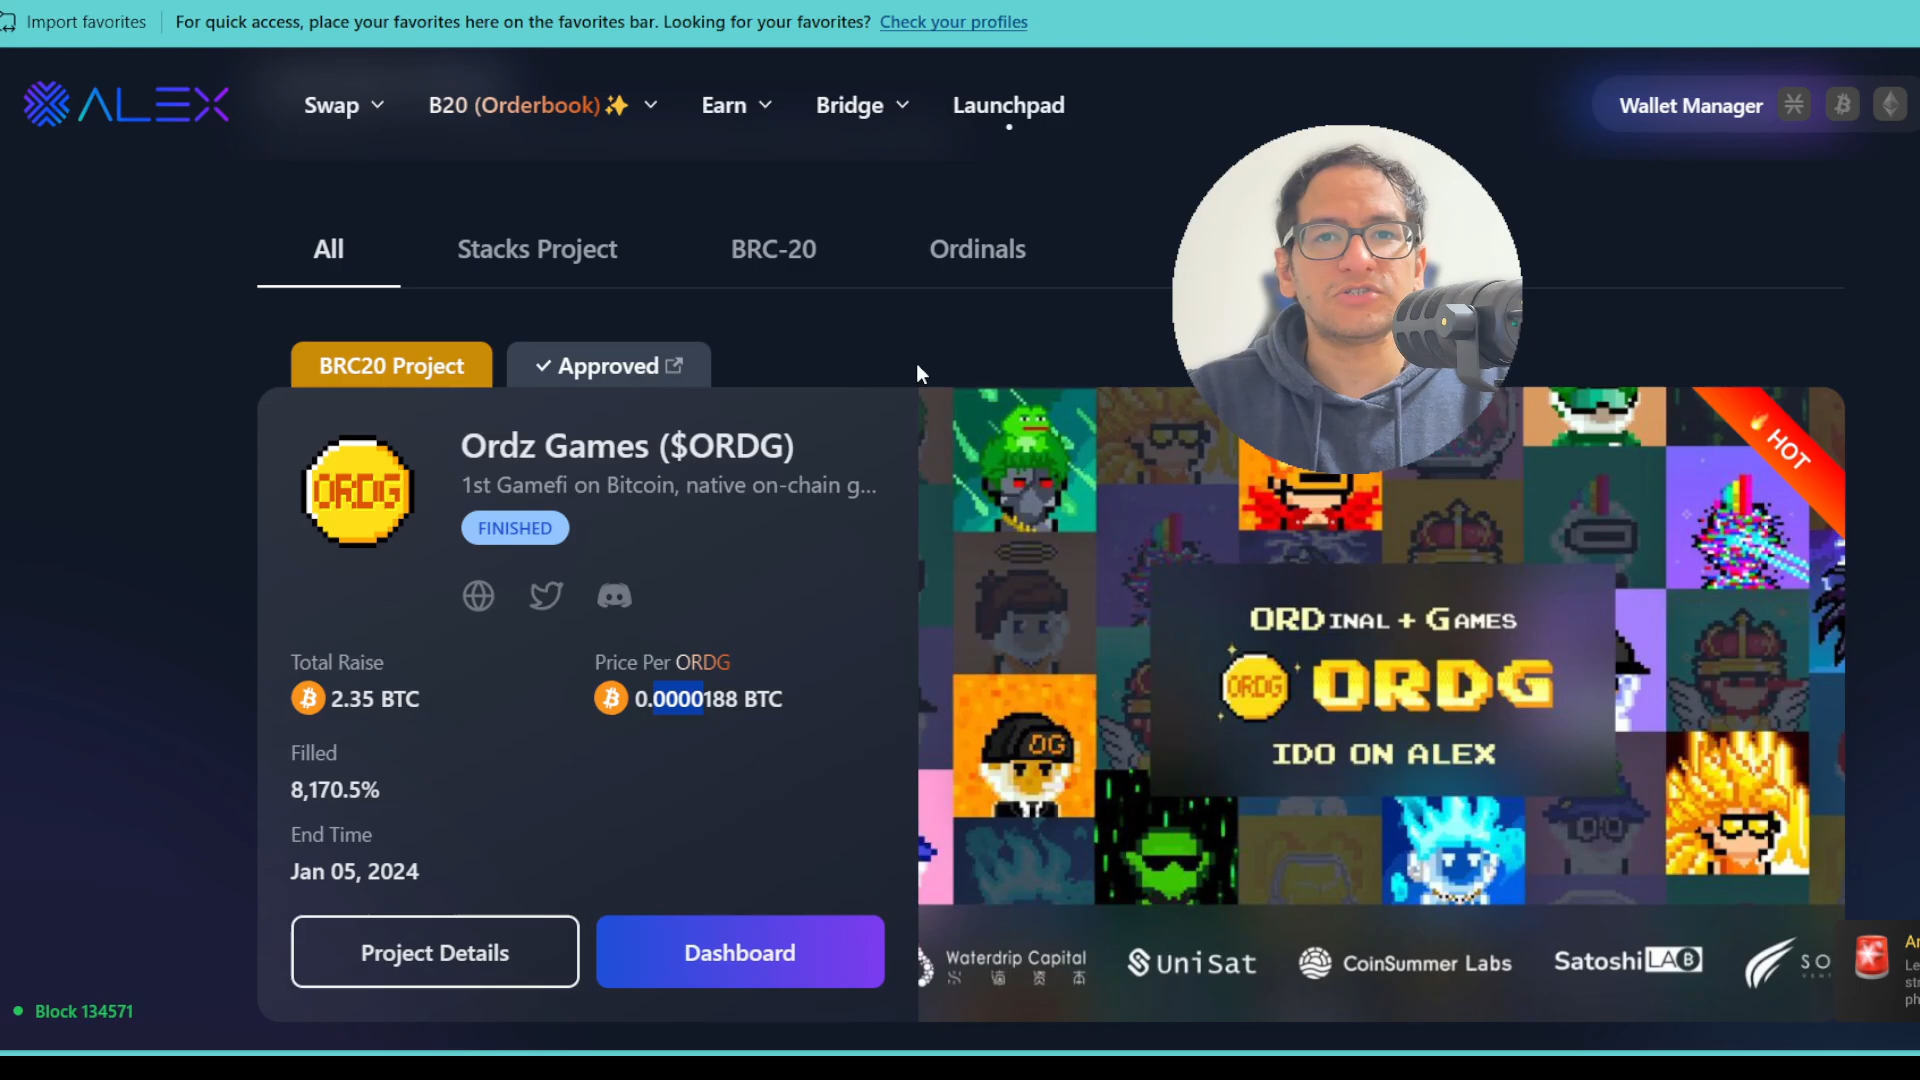 Import favorites
For quick access, place your favorites here on the favorites bar. Looking for your favorites? Check your profiles
ALEX
Swap
B20 (Orderbook)✨
Earn
Bridge
Launchpad
Wallet Manager
All
Stacks Project
BRC-20
Ordinals
BRC20 Project
✓ Approved
HOT
ORDG
Ordz Games ($ORDG)
1st Gamefi on Bitcoin, native on-chain g...
FINISHED
Total Raise
2.35 BTC
Price Per ORDG
0.0000188 BTC
Filled
8,170.5%
End Time
Jan 05, 2024
Project Details
Dashboard
ORDINAL + GAMES
ORDG
ORDG
IDO ON ALEX
OG
Waterdrip Capital
UniSat
CoinSummer Labs
Satoshi LAB
SO
Block 134571